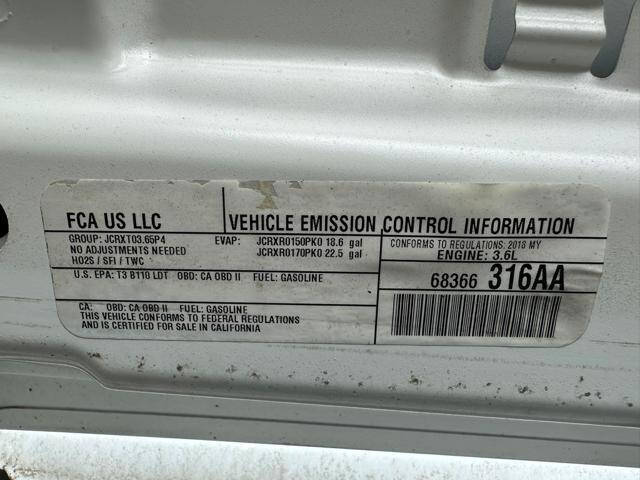 FCA US LLC
VEHICLE EMISSION CONTROL INFORMATION
GROUP: JCRXT03.65P4
NO ADJUSTMENTS NEEDED
HO2S / SFI / TWC
EVAP: JCRXR0150PK0 18.6 gal
JCRXR0170PK0 22.5 gal
CONFORMS TO REGULATIONS: 2018 MY
ENGINE: 3.6L
U.S. EPA: T3 B110 LDT OBD: CA OBD II FUEL: GASOLINE
68366 316AA
CA: OBD: CA OBD II FUEL: GASOLINE
THIS VEHICLE CONFORMS TO FEDERAL REGULATIONS
AND IS CERTIFIED FOR SALE IN CALIFORNIA